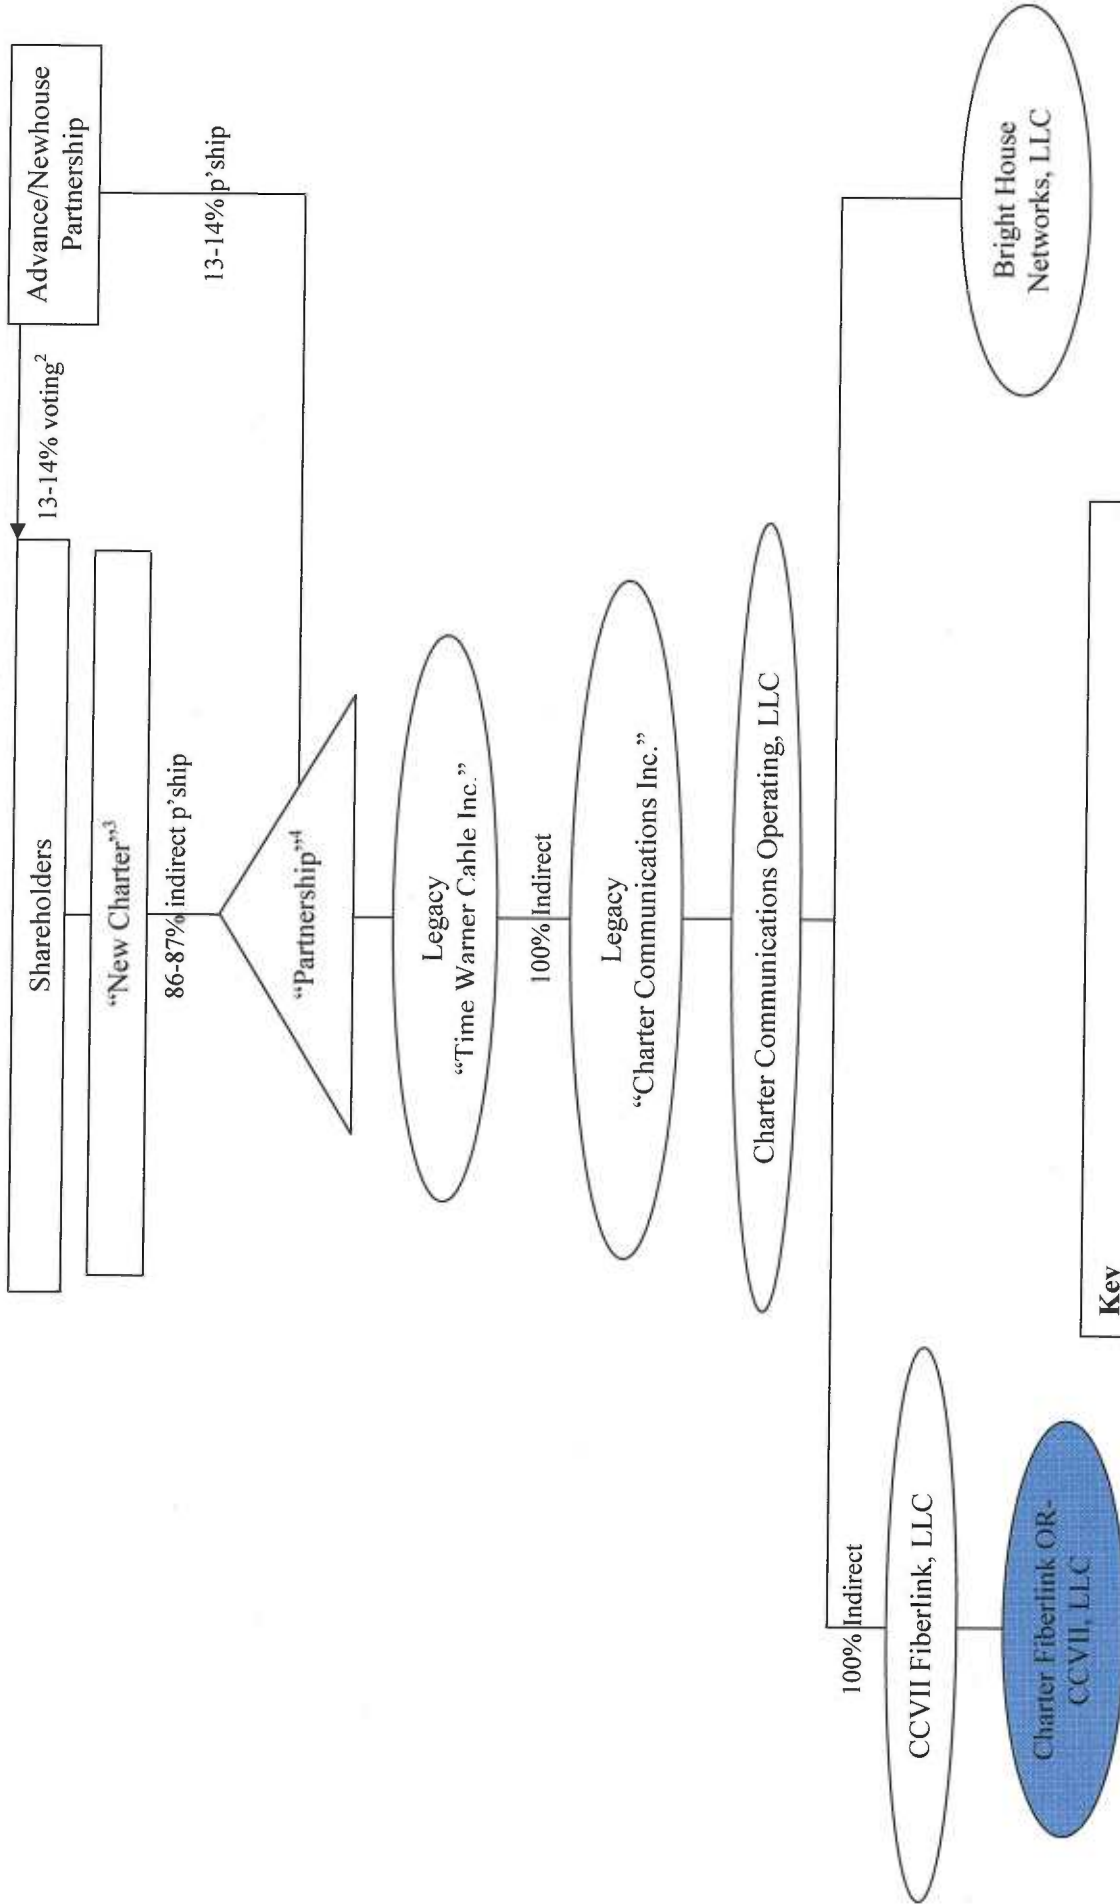 Shareholders
13-14% voting²
Advance/Newhouse
Partnership
"New Charter"³
86-87% indirect p'ship
13-14% p'ship
"Partnership"⁴
Legacy
"Time Warner Cable Inc."
100% Indirect
Legacy
"Charter Communications Inc."
Charter Communications Operating, LLC
100% Indirect
CCVII Fiberlink, LLC
Bright House
Networks, LLC
Charter Fiberlink OR-
CCVII, LLC
Key